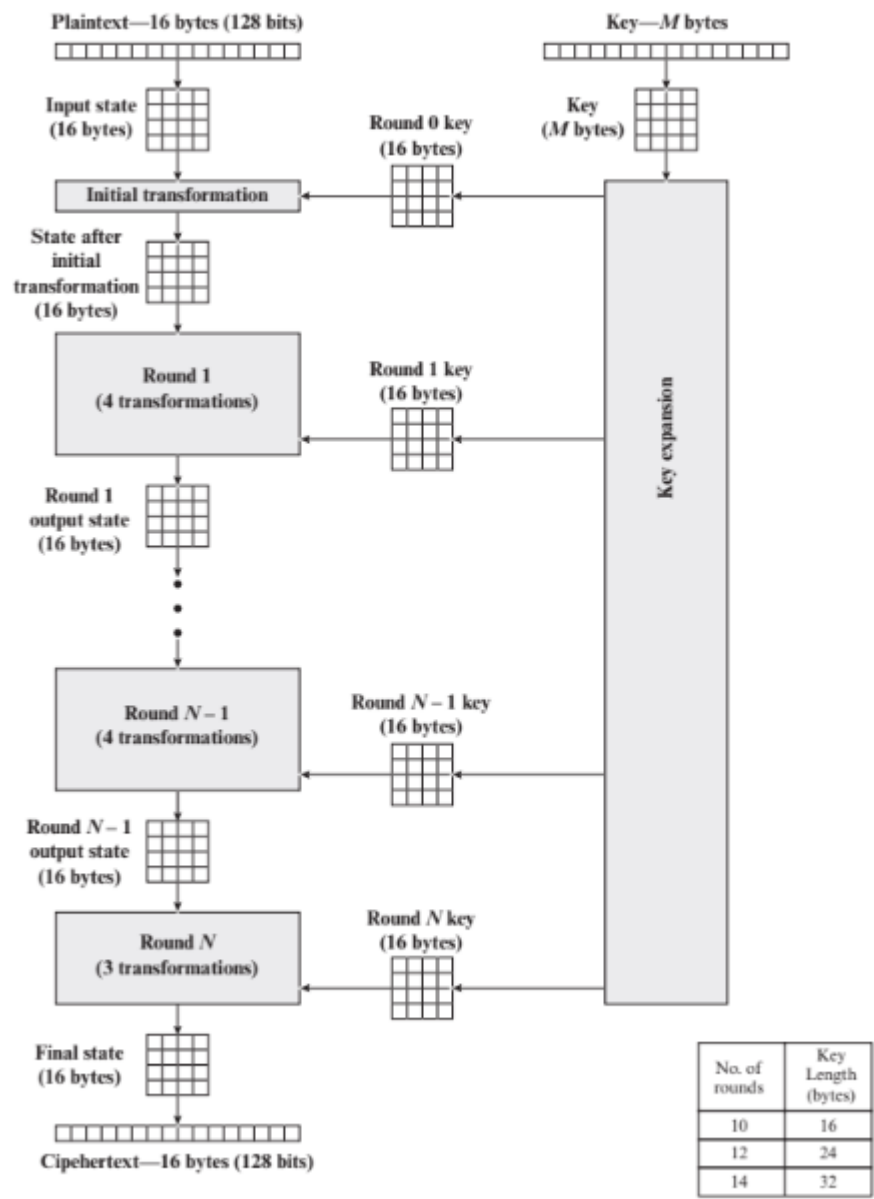 Plaintext—16 bytes (128 bits)
Key—M bytes
Input state
(16 bytes)
Key
(M bytes)
Round 0 key
(16 bytes)
Initial transformation
State after
initial
transformation
(16 bytes)
Round 1
(4 transformations)
Round 1 key
(16 bytes)
Key expansion
Round 1
output state
(16 bytes)
Round N – 1
(4 transformations)
Round N – 1 key
(16 bytes)
Round N – 1
output state
(16 bytes)
Round N
(3 transformations)
Round N key
(16 bytes)
Final state
(16 bytes)
Cipehertext—16 bytes (128 bits)
No. of
rounds
Key
Length
(bytes)
10 16
12 24
14 32